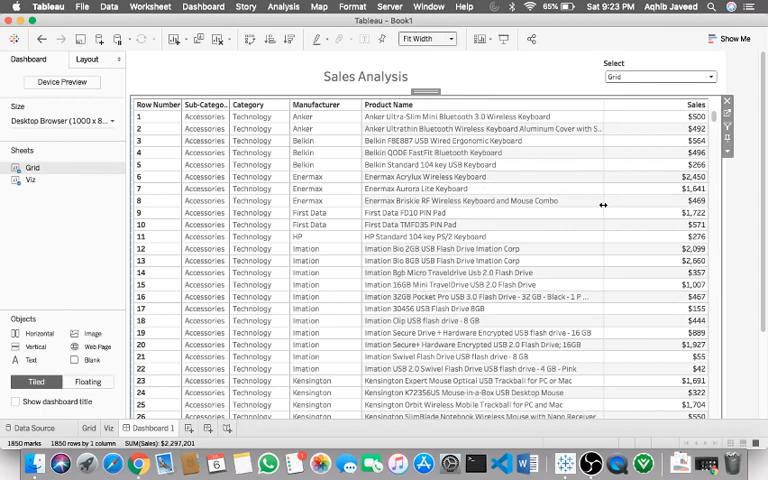 Tableau File Data Worksheet Dashboard Story Analysis Map Format Server Window Help 65% Sat 9:23 PM Aqhib Javeed
Tableau - Book1
Fit Width Show Me
Dashboard Layout
Device Preview
Size
Desktop Browser (1000 x 8...
Sheets
Grid
Viz
Objects
Horizontal Image
Vertical Web Page
Text Blank
Tiled Floating
Show dashboard title
Sales Analysis
Select
Grid
Row Number Sub-Catego.. Category Manufacturer Product Name Sales
1 Accessories Technology Anker Anker Ultra-Slim Mini Bluetooth 3.0 Wireless Keyboard $500
2 Accessories Technology Anker Anker Ultrathin Bluetooth Wireless Keyboard Aluminum Cover with S... $492
3 Accessories Technology Belkin Belkin F8E887 USB Wired Ergonomic Keyboard $564
4 Accessories Technology Belkin Belkin QODE FastFit Bluetooth Keyboard $496
5 Accessories Technology Belkin Belkin Standard 104 key USB Keyboard $266
6 Accessories Technology Enermax Enermax Acrylux Wireless Keyboard $2,450
7 Accessories Technology Enermax Enermax Aurora Lite Keyboard $1,641
8 Accessories Technology Enermax Enermax Briskie RF Wireless Keyboard and Mouse Combo $469
9 Accessories Technology First Data First Data FD10 PIN Pad $1,722
10 Accessories Technology First Data First Data TMFD35 PIN Pad $571
11 Accessories Technology HP HP Standard 104 key PS/2 Keyboard $276
12 Accessories Technology Imation Imation Bio 2GB USB Flash Drive Imation Corp $2,099
13 Accessories Technology Imation Imation Bio 8GB USB Flash Drive Imation Corp $2,660
14 Accessories Technology Imation Imation 8gb Micro Traveldrive Usb 2.0 Flash Drive $357
15 Accessories Technology Imation Imation 16GB Mini TravelDrive USB 2.0 Flash Drive $1,007
16 Accessories Technology Imation Imation 32GB Pocket Pro USB 3.0 Flash Drive - 32 GB - Black - 1 P ... $467
17 Accessories Technology Imation Imation 30456 USB Flash Drive 8GB $155
18 Accessories Technology Imation Imation Clip USB flash drive - 8 GB $444
19 Accessories Technology Imation Imation Secure Drive + Hardware Encrypted USB flash drive - 16 GB $889
20 Accessories Technology Imation Imation Secure+ Hardware Encrypted USB 2.0 Flash Drive; 16GB $1,927
21 Accessories Technology Imation Imation Swivel Flash Drive USB flash drive - 8 GB $55
22 Accessories Technology Imation Imation USB 2.0 Swivel Flash Drive USB flash drive - 4 GB - Pink $42
23 Accessories Technology Kensington Kensington Expert Mouse Optical USB Trackball for PC or Mac $1,691
24 Accessories Technology Kensington Kensington K72356US Mouse-in-a-Box USB Desktop Mouse $322
25 Accessories Technology Kensington Kensington Orbit Wireless Mobile Trackball for PC and Mac $1,704
26 Accessories Technology Kensington Kensington SlimBlade Notebook Wireless Mouse with Nano Receiver $550
Data Source Grid Viz Dashboard 1
1850 marks 1850 rows by 1 column SUM(Sales): $2,297,201